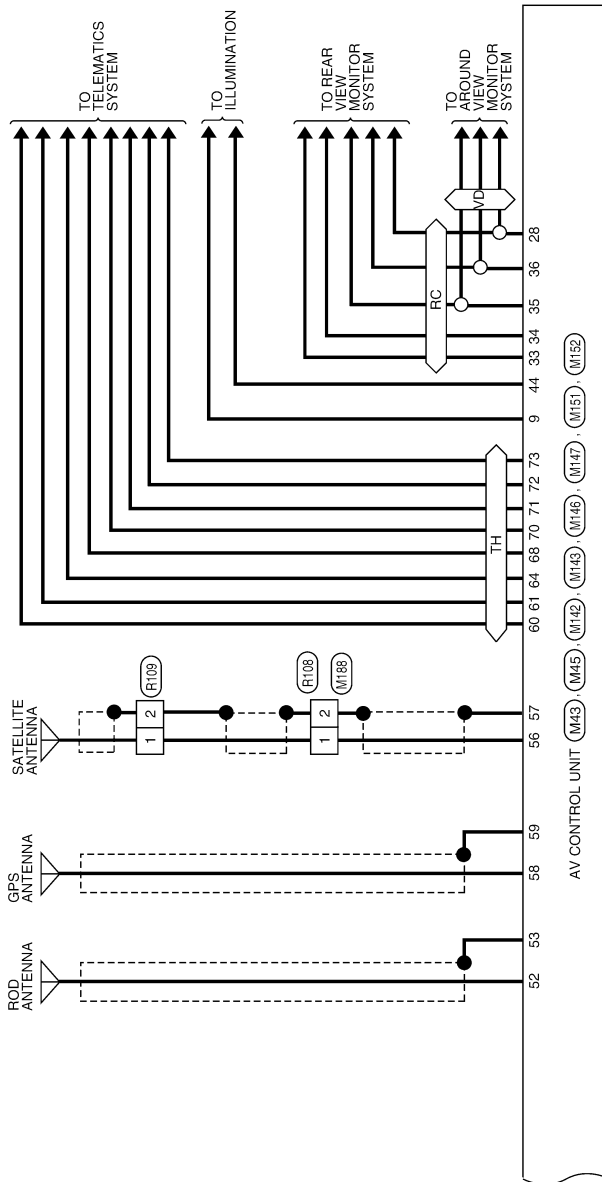 ROD
ANTENNA
GPS
ANTENNA
SATELLITE
ANTENNA
TO
TELEMATICS
SYSTEM
TO
ILLUMINATION
TO REAR
VIEW
MONITOR
SYSTEM
TO
AROUND
VIEW
MONITOR
SYSTEM
1 2 R109
1 2 R108
M188
TH
RC
VD
52 53 58 59 56 57 60 61 64 68 70 71 72 73 9 44 33 34 35 36 28
AV CONTROL UNIT M43 , M45 , M142 , M143 , M146 , M147 , M151 , M152